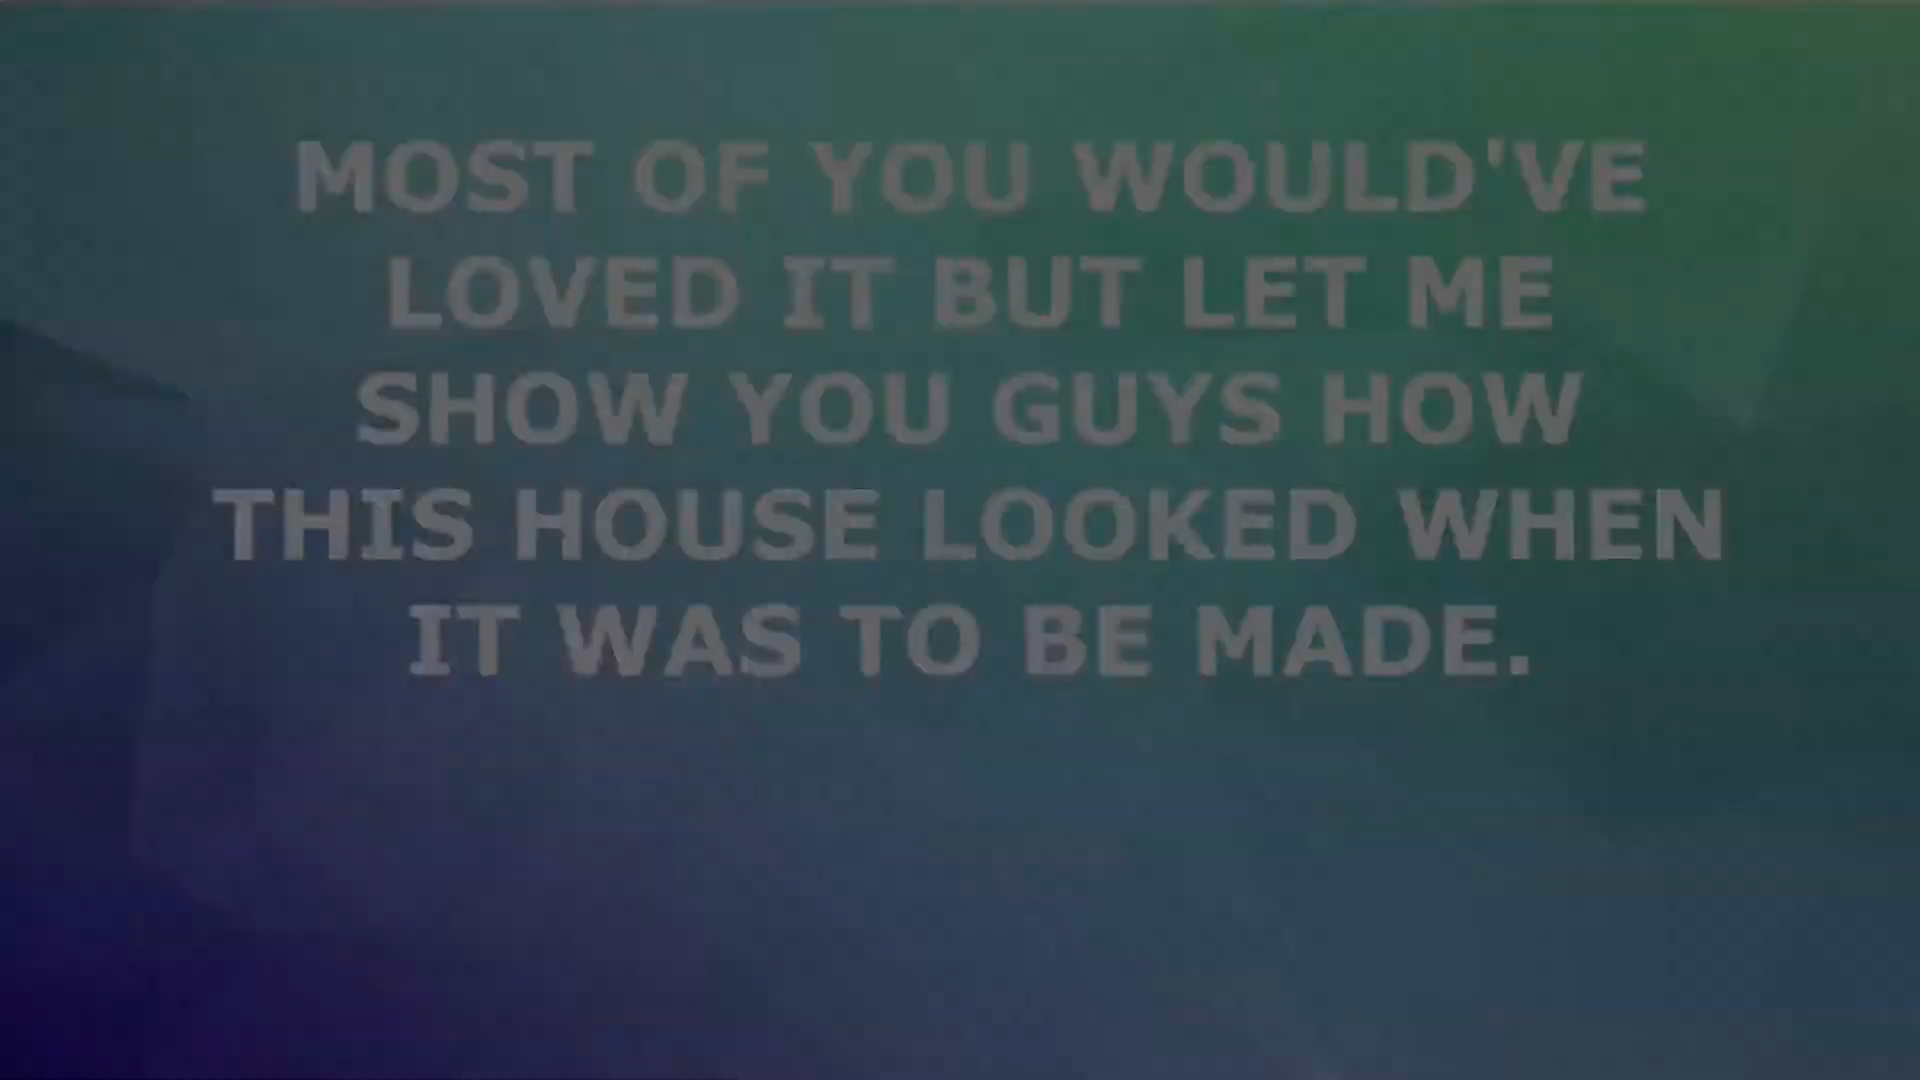 MOST OF YOU WOULD'VE
LOVED IT BUT LET ME
SHOW YOU GUYS HOW
THIS HOUSE LOOKED WHEN
IT WAS TO BE MADE.